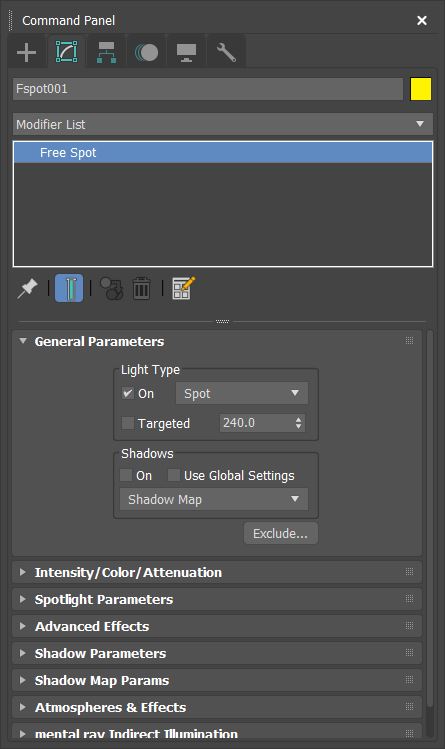 Command Panel
Fspot001
Modifier List
Free Spot
General Parameters
Light Type
On
Spot
Targeted
240.0
Shadows
On
Use Global Settings
Shadow Map
Exclude...
Intensity/Color/Attenuation
Spotlight Parameters
Advanced Effects
Shadow Parameters
Shadow Map Params
Atmospheres & Effects
mental ray Indirect Illumination